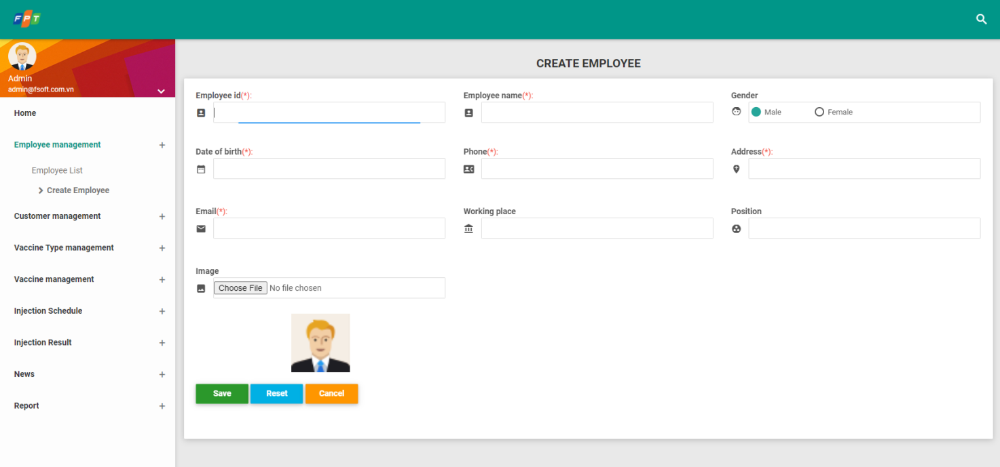 FPT
Admin
admin@fsoft.com.vn
Home
Employee management
Employee List
Create Employee
Customer management
Vaccine Type management
Vaccine management
Injection Schedule
Injection Result
News
Report
CREATE EMPLOYEE
Employee id(*):
Employee name(*):
Gender
Male Female
Date of birth(*):
Phone(*):
Address(*):
Email(*):
Working place
Position
Image
Choose File No file chosen
Save Reset Cancel